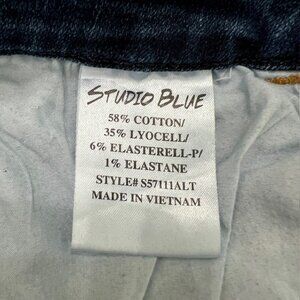 STUDIO BLUE
58% COTTON/
35% LYOCELL/
6% ELASTERELL-P/
1% ELASTANE
STYLE# S57111ALT
MADE IN VIETNAM